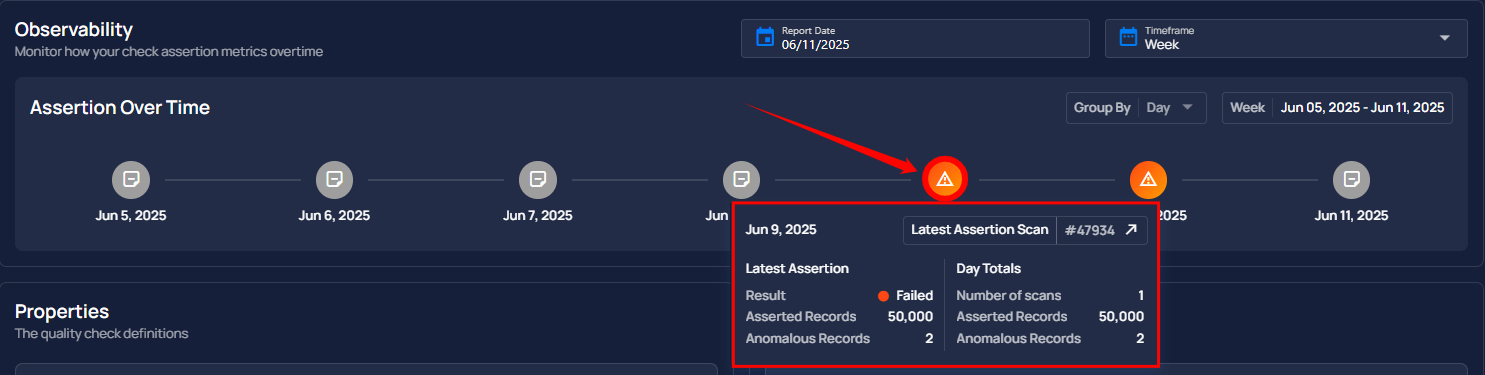 Observability
Monitor how your check assertion metrics overtime
Report Date
06/11/2025
Timeframe
Week
Assertion Over Time
Group By Day
Week Jun 05, 2025 - Jun 11, 2025
Jun 5, 2025
Jun 6, 2025
Jun 7, 2025
Jun
2025
Jun 11, 2025
Jun 9, 2025
Latest Assertion Scan #47934
Latest Assertion
Result Failed
Asserted Records 50,000
Anomalous Records 2
Day Totals
Number of scans 1
Asserted Records 50,000
Anomalous Records 2
Properties
The quality check definitions